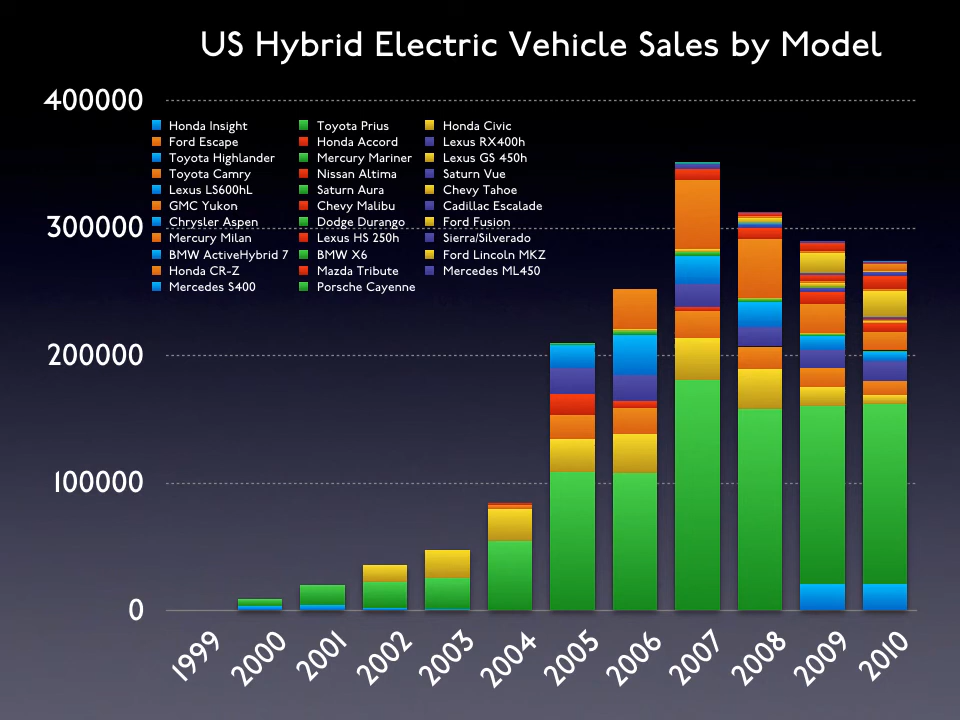 US Hybrid Electric Vehicle Sales by Model
400000
Honda Insight Toyota Prius Honda Civic
Ford Escape Honda Accord Lexus RX400h
Toyota Highlander Mercury Mariner Lexus GS 450h
Toyota Camry Nissan Altima Saturn Vue
Lexus LS600hL Saturn Aura Chevy Tahoe
GMC Yukon Chevy Malibu Cadillac Escalade
Chrysler Aspen Dodge Durango Ford Fusion
300000
Mercury Milan Lexus HS 250h Sierra/Silverado
BMW ActiveHybrid 7 BMW X6 Ford Lincoln MKZ
Honda CR-Z Mazda Tribute Mercedes ML450
Mercedes S400 Porsche Cayenne
200000
100000
0
1999 2000 2001 2002 2003 2004 2005 2006 2007 2008 2009 2010